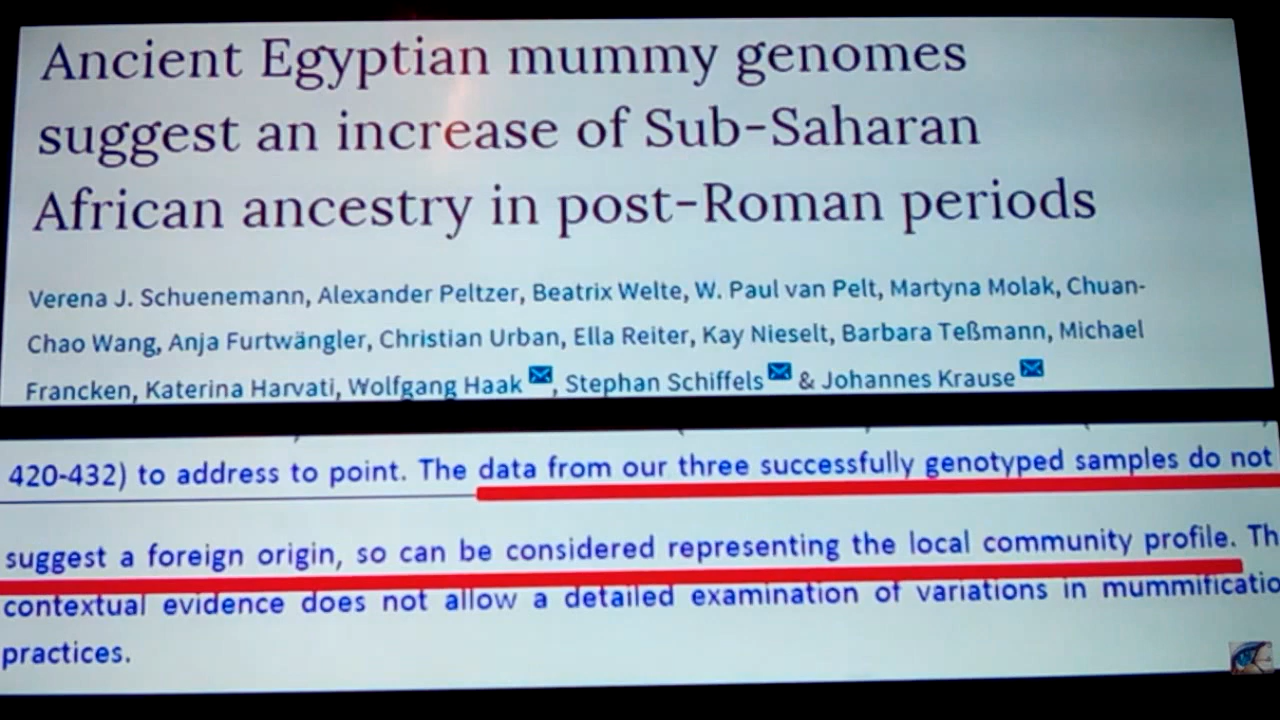 Ancient Egyptian mummy genomes
suggest an increase of Sub-Saharan
African ancestry in post-Roman periods
Verena J. Schuenemann, Alexander Peltzer, Beatrix Welte, W. Paul van Pelt, Martyna Molak, Chuan-
Chao Wang, Anja Furtwängler, Christian Urban, Ella Reiter, Kay Nieselt, Barbara Teßmann, Michael
Francken, Katerina Harvati, Wolfgang Haak, Stephan Schiffels & Johannes Krause
420-432) to address to point. The data from our three successfully genotyped samples do not
suggest a foreign origin, so can be considered representing the local community profile. Th
contextual evidence does not allow a detailed examination of variations in mummificatio
practices.